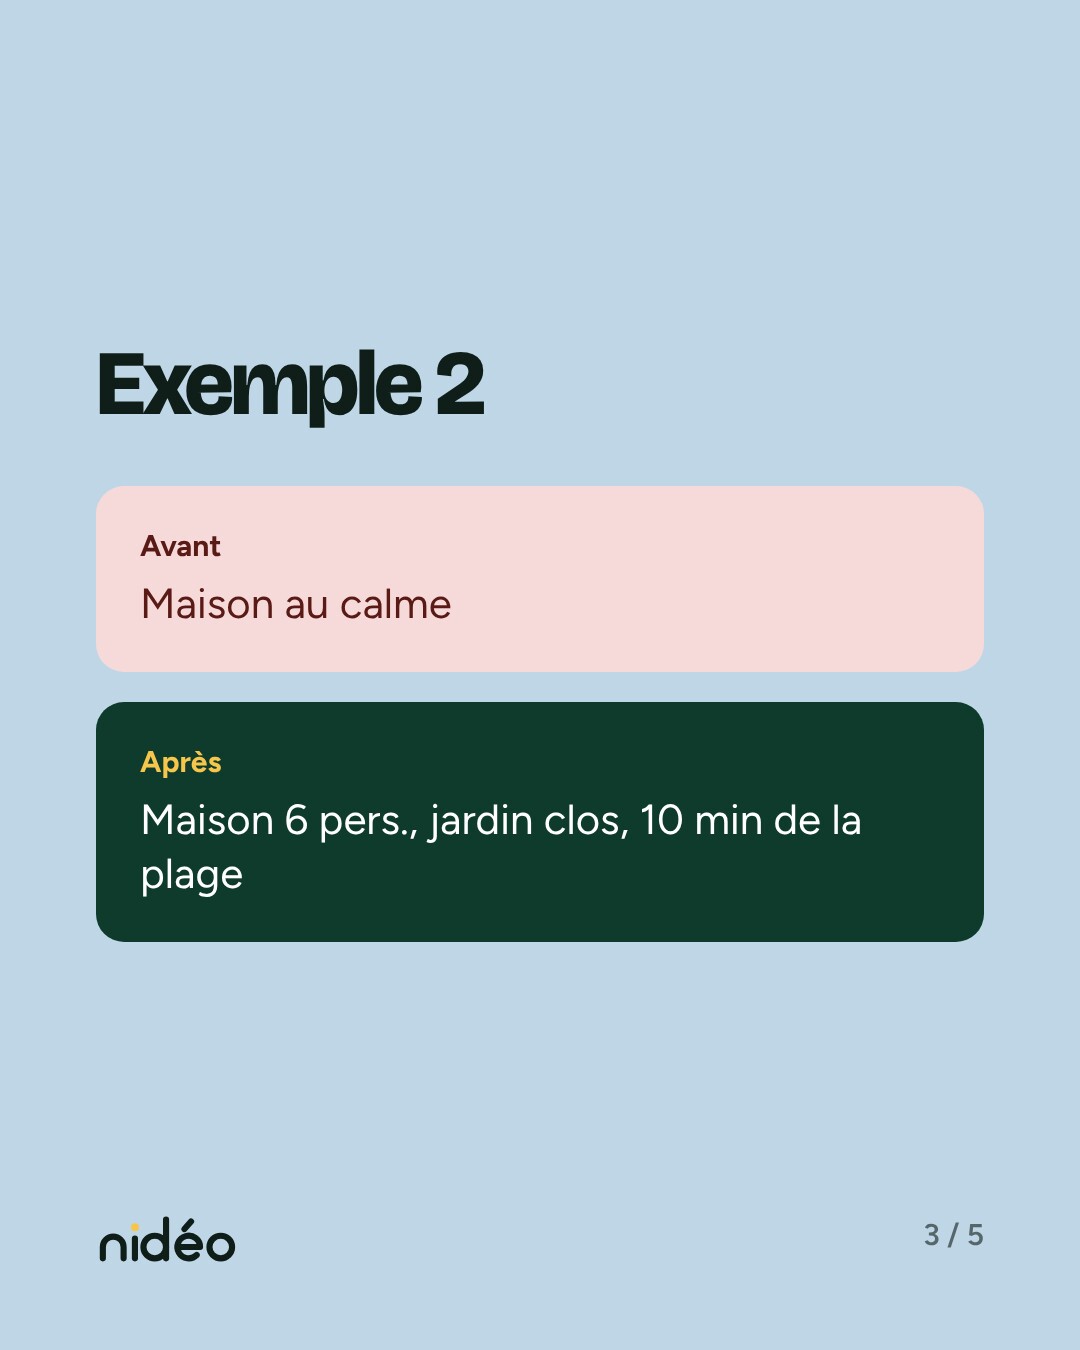 Exemple 2
Avant
Maison au calme
Après
Maison 6 pers., jardin clos, 10 min de la
plage
nidéo
3 / 5